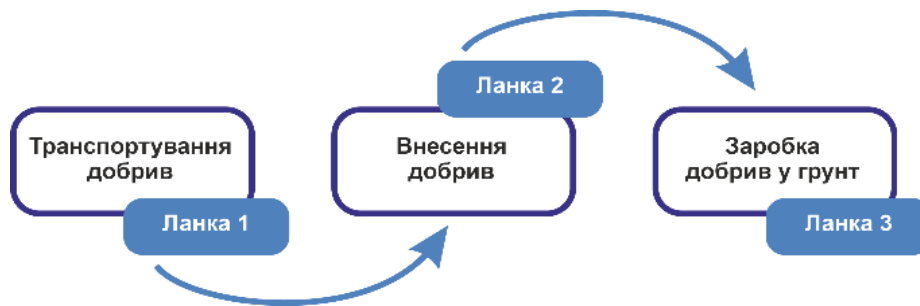 Транспортування
добрив
Ланка 1
Ланка 2
Внесення
добрив
Заробка
добрив у грунт
Ланка 3